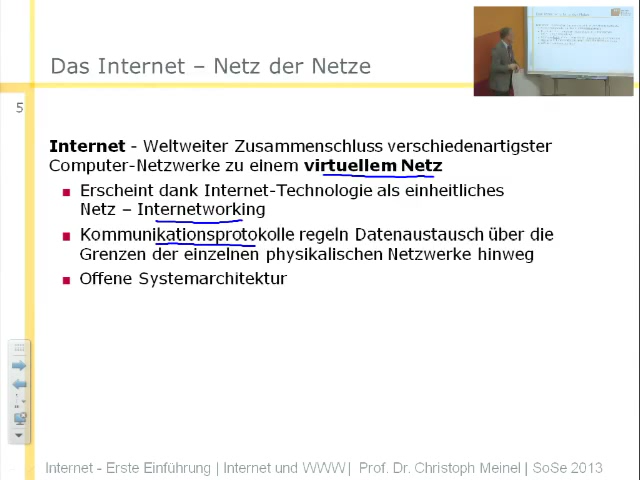 Das Internet – Netz der Netze
5
Internet - Weltweiter Zusammenschluss verschiedenartigster
Computer-Netzwerke zu einem virtuellem Netz
Erscheint dank Internet-Technologie als einheitliches
Netz – Internetworking
Kommunikationsprotokolle regeln Datenaustausch über die
Grenzen der einzelnen physikalischen Netzwerke hinweg
Offene Systemarchitektur
Internet - Erste Einführung | Internet und WWW | Prof. Dr. Christoph Meinel | SoSe 2013